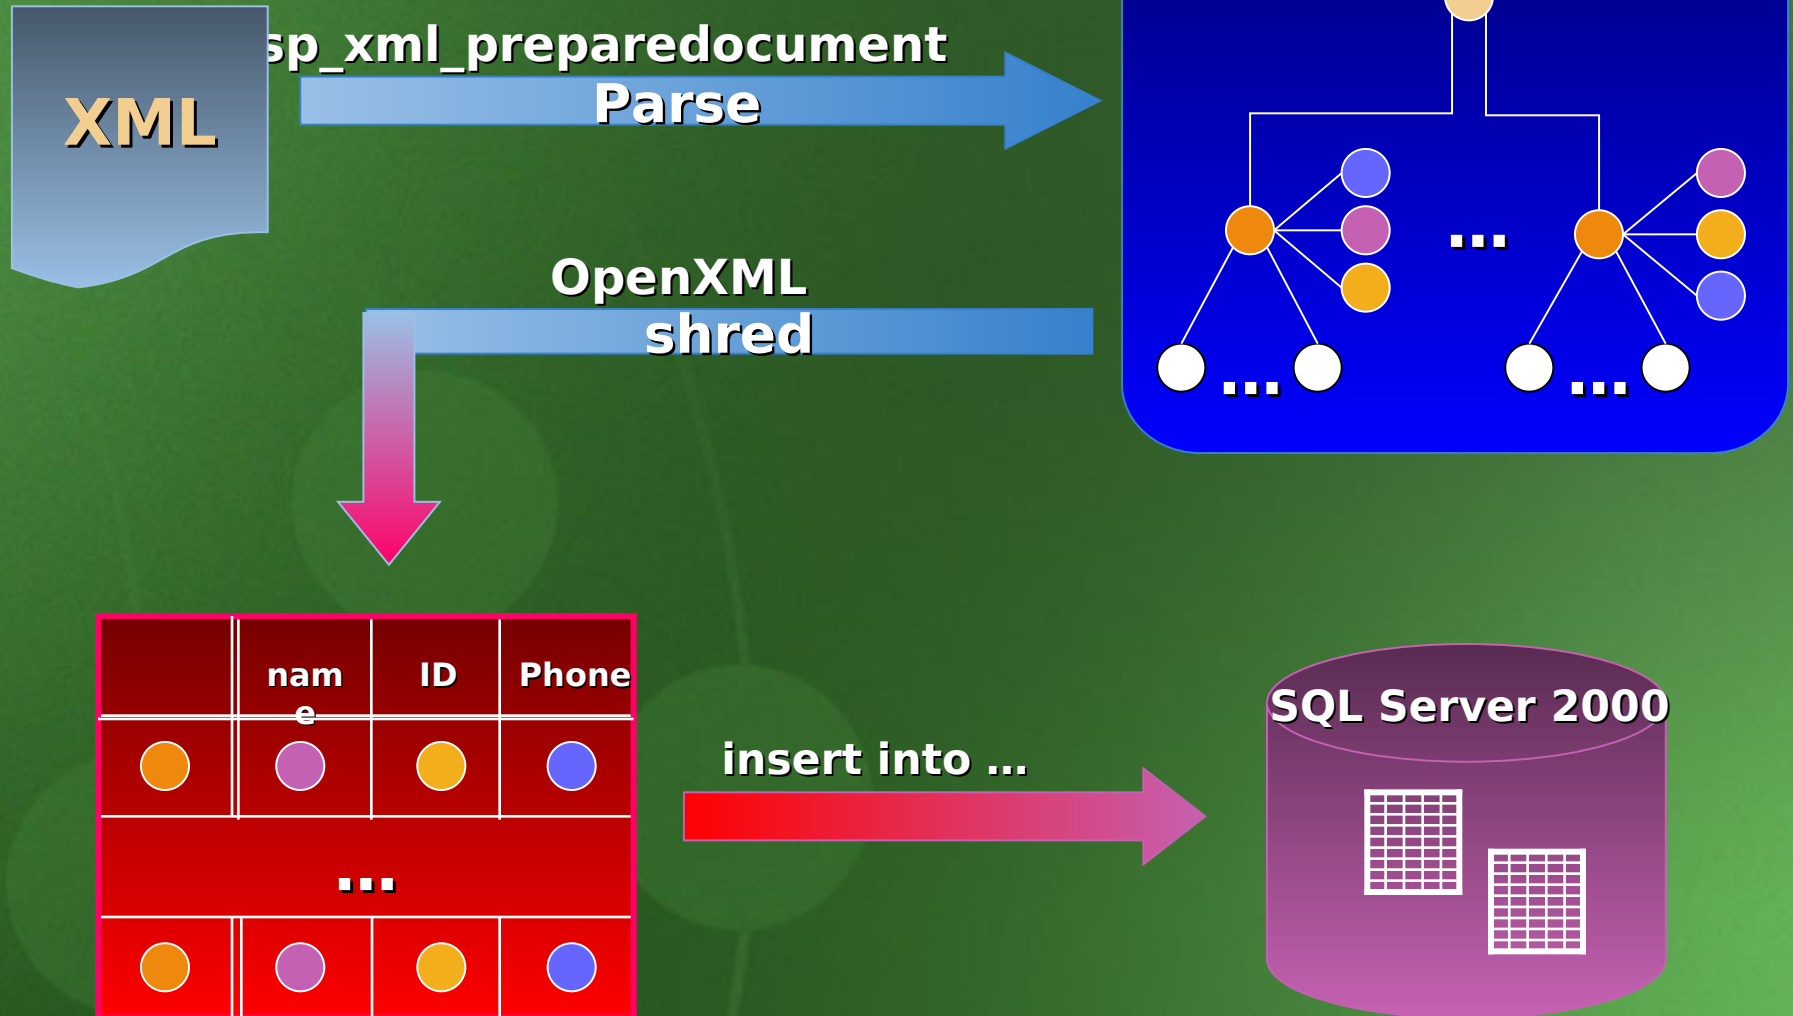 sp_xml_preparedocument
XML
Parse
OpenXML
shred
...
... ...
nam
e
ID
Phone
SQL Server 2000
insert into ...
...